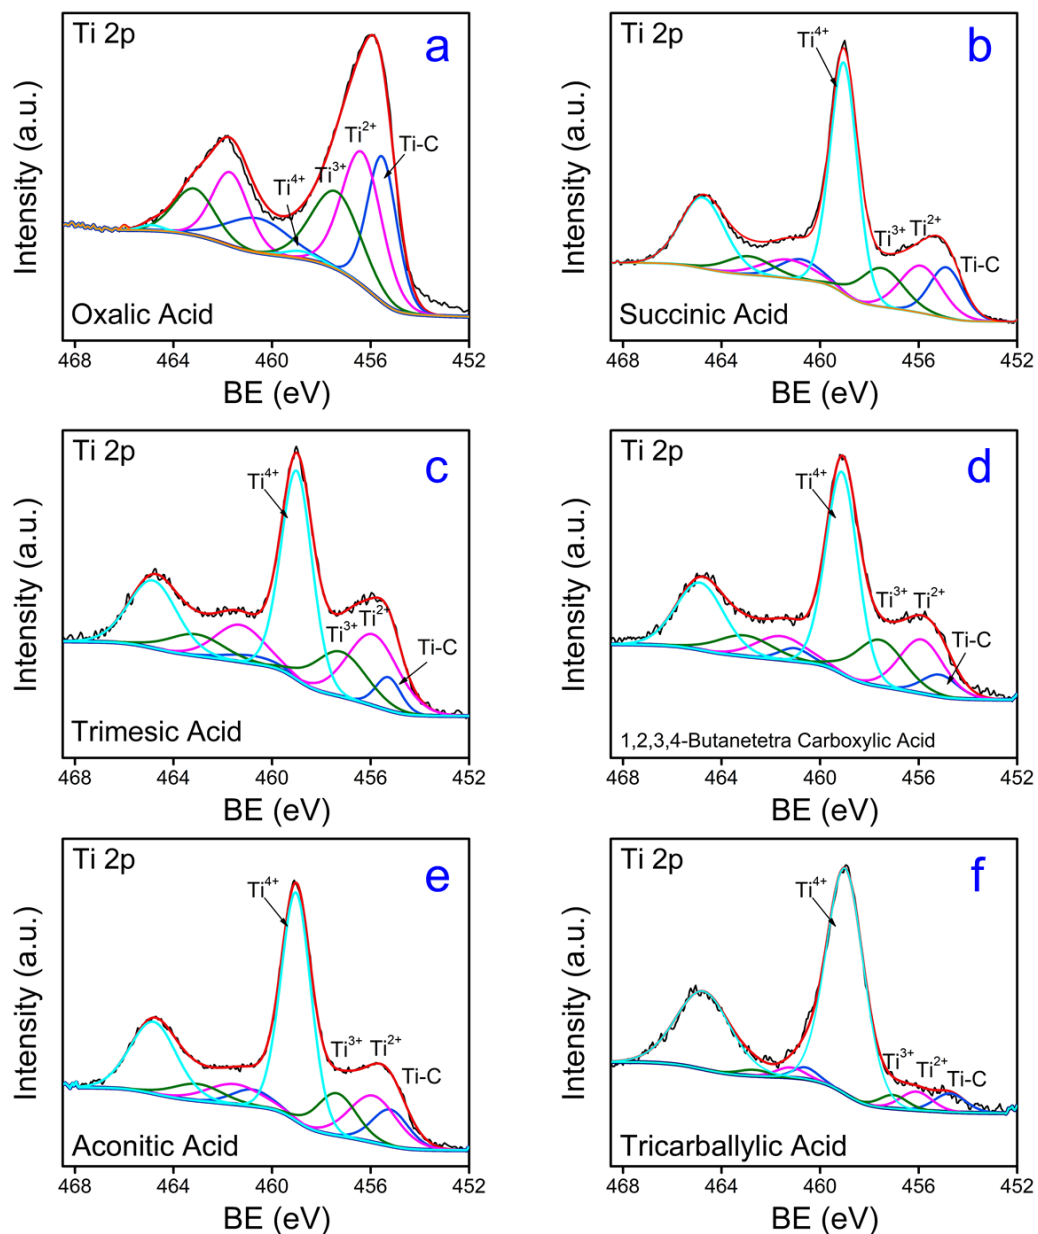 Ti 2p
a
Ti⁴⁺
Ti³⁺
Ti²⁺
Ti-C
Oxalic Acid
Intensity (a.u.)
468 464 460 456 452
BE (eV)
Ti 2p
b
Ti⁴⁺
Ti³⁺
Ti²⁺
Ti-C
Succinic Acid
Intensity (a.u.)
468 464 460 456 452
BE (eV)
Ti 2p
c
Ti⁴⁺
Ti³⁺
Ti²⁺
Ti-C
Trimesic Acid
Intensity (a.u.)
468 464 460 456 452
BE (eV)
Ti 2p
d
Ti⁴⁺
Ti³⁺
Ti²⁺
Ti-C
1,2,3,4-Butanetetra Carboxylic Acid
Intensity (a.u.)
468 464 460 456 452
BE (eV)
Ti 2p
e
Ti⁴⁺
Ti³⁺
Ti²⁺
Ti-C
Aconitic Acid
Intensity (a.u.)
468 464 460 456 452
BE (eV)
Ti 2p
f
Ti⁴⁺
Ti³⁺
Ti²⁺
Ti-C
Tricarballylic Acid
Intensity (a.u.)
468 464 460 456 452
BE (eV)